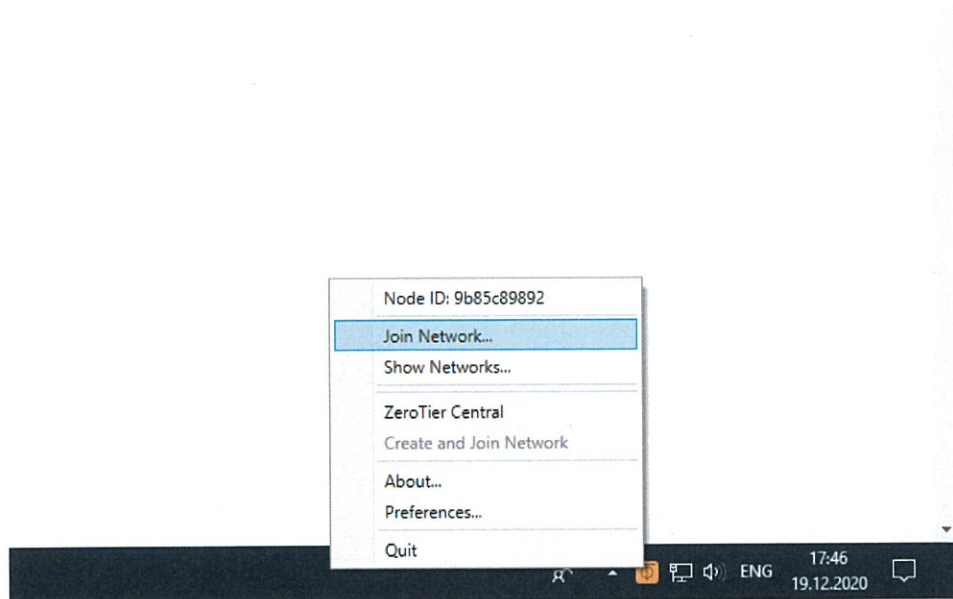 Node ID: 9b85c89892
Join Network...
Show Networks...
ZeroTier Central
Create and Join Network
About...
Preferences...
Quit
ENG
17:46
19.12.2020